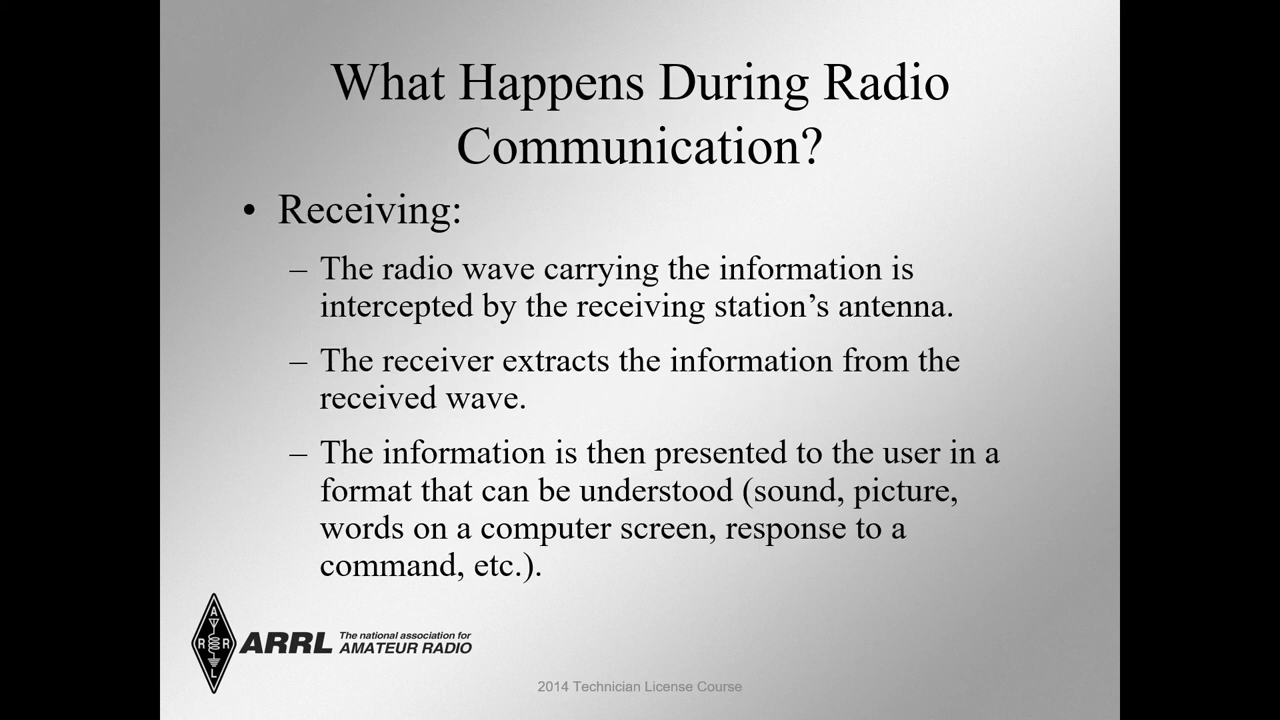 What Happens During Radio
Communication?
• Receiving:
– The radio wave carrying the information is
intercepted by the receiving station’s antenna.
– The receiver extracts the information from the
received wave.
– The information is then presented to the user in a
format that can be understood (sound, picture,
words on a computer screen, response to a
command, etc.).
A
R R
L
ARRL The national association for
AMATEUR RADIO
2014 Technician License Course